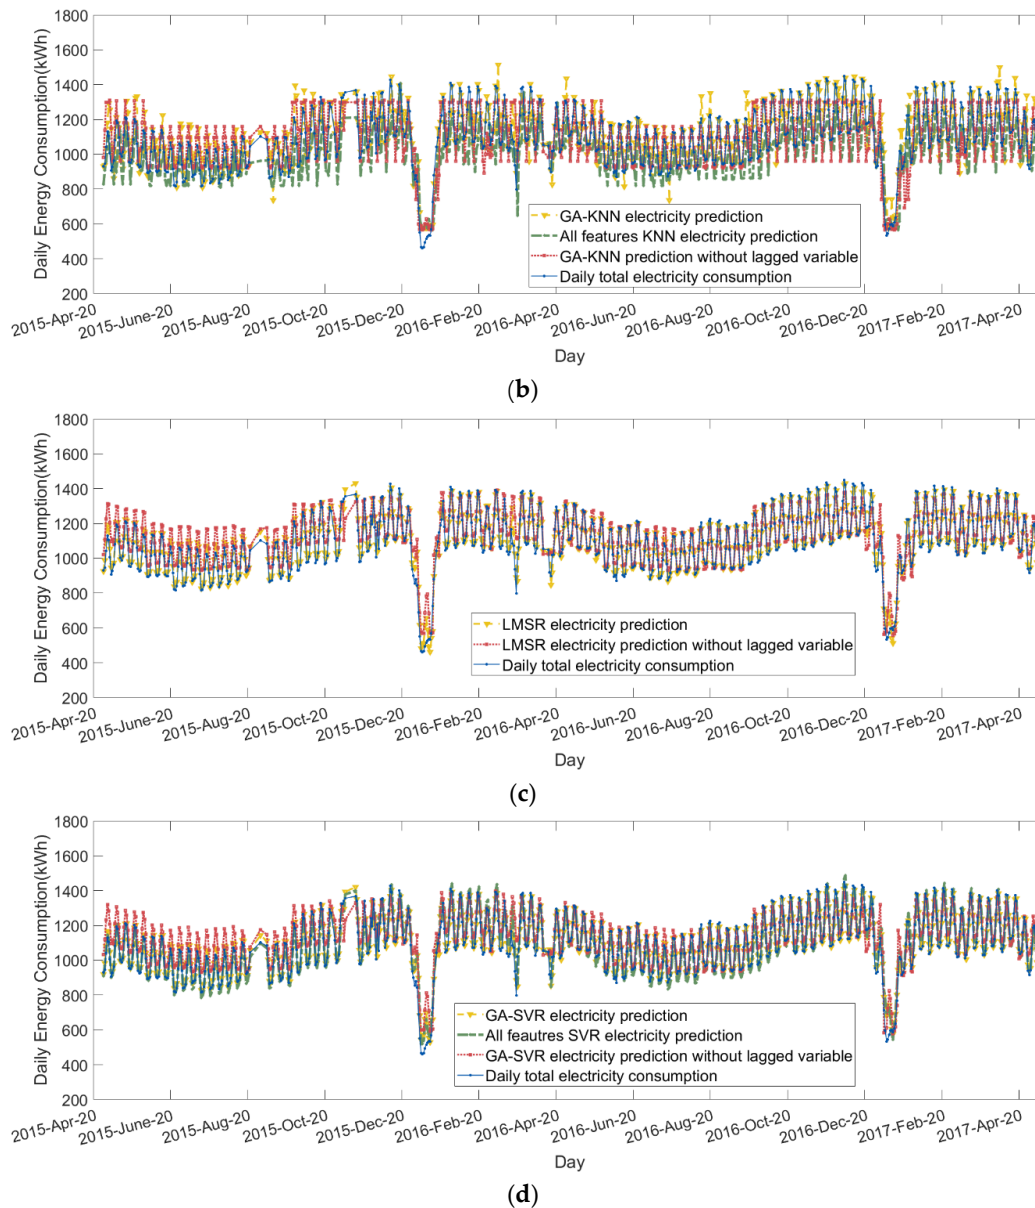 1800
1600
1400
1200
1000
800
600
400
200
Daily Energy Consumption(kWh)
GA-KNN electricity prediction
All features KNN electricity prediction
GA-KNN prediction without lagged variable
Daily total electricity consumption
2015-Apr-20
2015-June-20
2015-Aug-20
2015-Oct-20
2015-Dec-20
2016-Feb-20
2016-Apr-20
2016-Jun-20
2016-Aug-20
2016-Oct-20
2016-Dec-20
2017-Feb-20
2017-Apr-20
Day
(b)
1800
1600
1400
1200
1000
800
600
400
200
Daily Energy Consumption(kWh)
LMSR electricity prediction
LMSR electricity prediction without lagged variable
Daily total electricity consumption
2015-Apr-20
2015-June-20
2015-Aug-20
2015-Oct-20
2015-Dec-20
2016-Feb-20
2016-Apr-20
2016-Jun-20
2016-Aug-20
2016-Oct-20
2016-Dec-20
2017-Feb-20
2017-Apr-20
Day
(c)
1800
1600
1400
1200
1000
800
600
400
200
Daily Energy Consumption(kWh)
GA-SVR electricity prediction
All feautres SVR electricity prediction
GA-SVR electricity prediction without lagged variable
Daily total electricity consumption
2015-Apr-20
2015-June-20
2015-Aug-20
2015-Oct-20
2015-Dec-20
2016-Feb-20
2016-Apr-20
2016-Jun-20
2016-Aug-20
2016-Oct-20
2016-Dec-20
2017-Feb-20
2017-Apr-20
Day
(d)